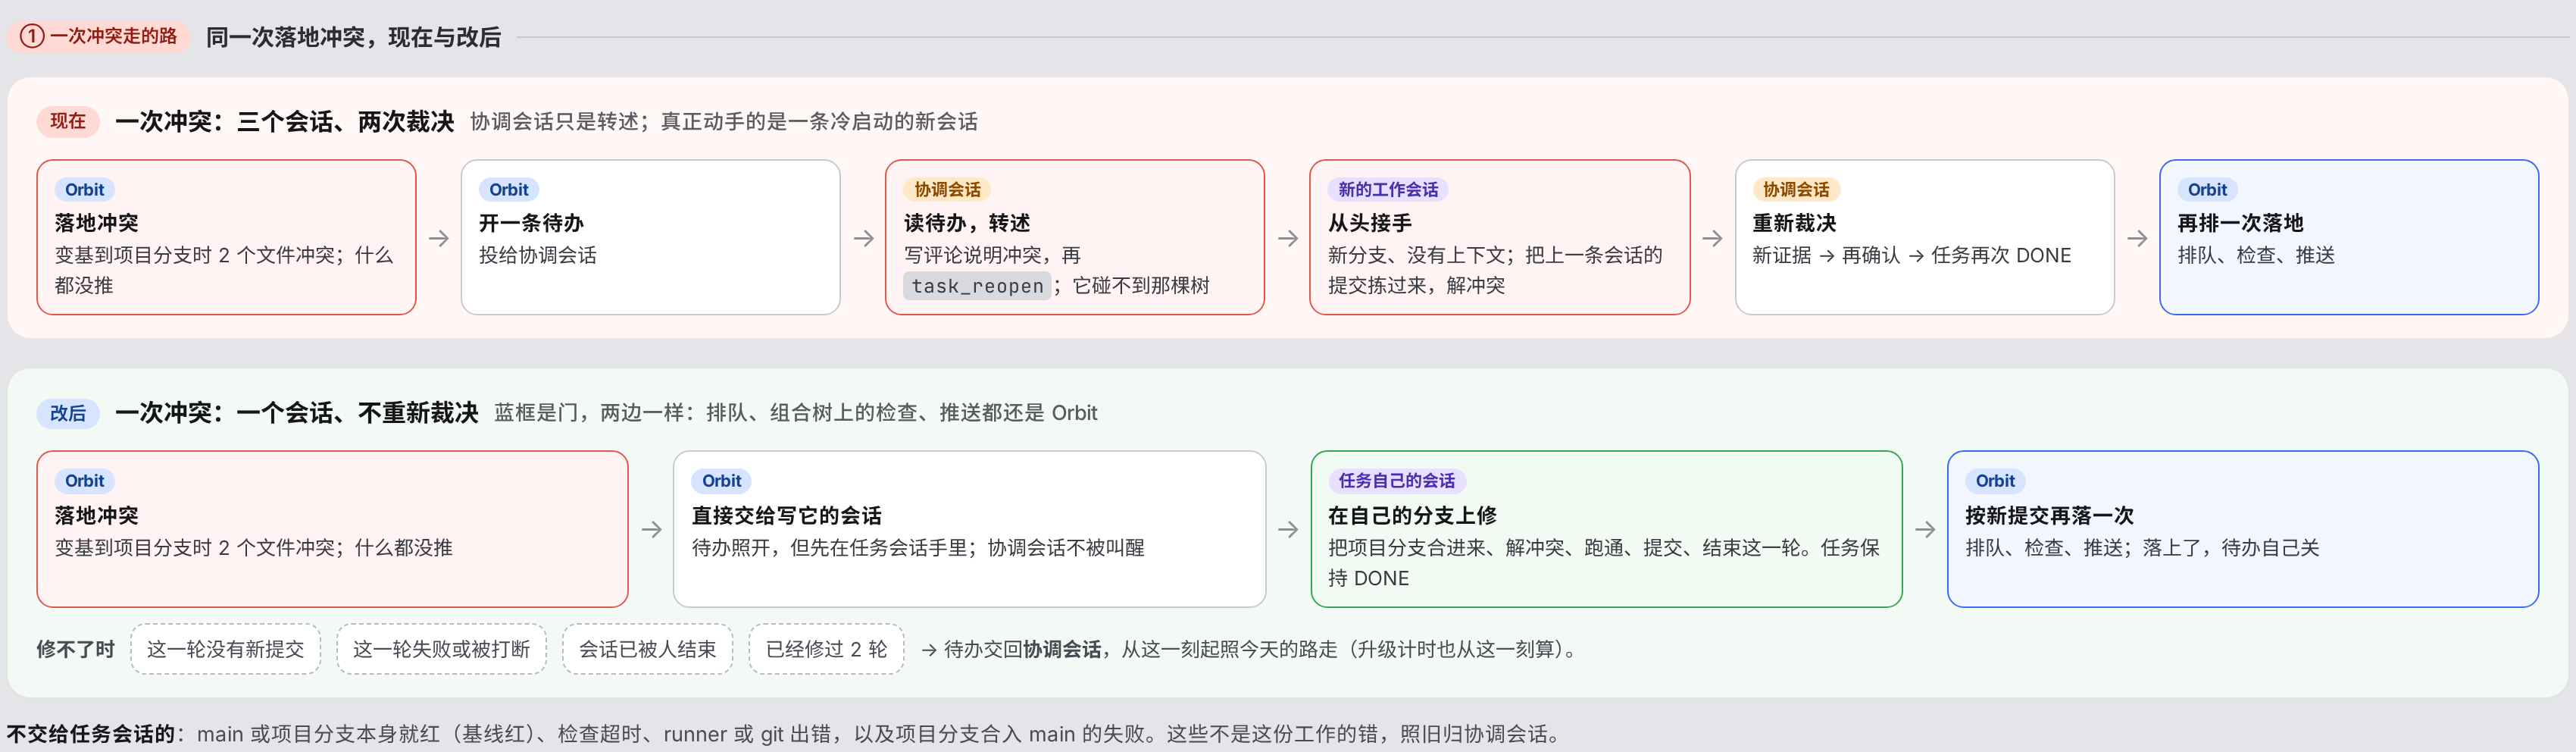 ① 一次冲突走的路 同一次落地冲突，现在与改后
现在 一次冲突：三个会话、两次裁决 协调会话只是转述；真正动手的是一条冷启动的新会话
Orbit
落地冲突
变基到项目分支时 2 个文件冲突；什么
都没推
→
Orbit
开一条待办
投给协调会话
→
协调会话
读待办，转述
写评论说明冲突，再
task_reopen；它碰不到那棵树
→
新的工作会话
从头接手
新分支、没有上下文；把上一条会话的
提交拣过来，解冲突
→
协调会话
重新裁决
新证据 → 再确认 → 任务再次 DONE
→
Orbit
再排一次落地
排队、检查、推送
改后 一次冲突：一个会话、不重新裁决 蓝框是门，两边一样：排队、组合树上的检查、推送都还是 Orbit
Orbit
落地冲突
变基到项目分支时 2 个文件冲突；什么都没推
→
Orbit
直接交给写它的会话
待办照开，但先在任务会话手里；协调会话不被叫醒
→
任务自己的会话
在自己的分支上修
把项目分支合进来、解冲突、跑通、提交、结束这一轮。任务保
持 DONE
→
Orbit
按新提交再落一次
排队、检查、推送；落上了，待办自己关
修不了时 这一轮没有新提交 这一轮失败或被打断 会话已被人结束 已经修过 2 轮 → 待办交回协调会话，从这一刻起照今天的路走（升级计时也从这一刻算）。
不交给任务会话的：main 或项目分支本身就红（基线红）、检查超时、runner 或 git 出错，以及项目分支合入 main 的失败。这些不是这份工作的错，照旧归协调会话。